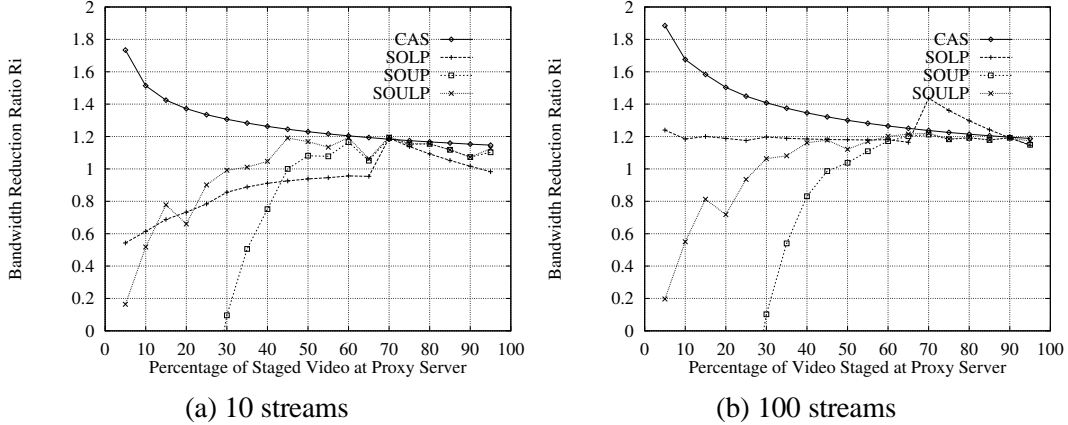 2
1.8
1.6
1.4
1.2
1
0.8
0.6
0.4
0.2
0
Bandwidth Reduction Ratio Ri
CAS
SOLP
SOUP
SOULP
0 10 20 30 40 50 60 70 80 90 100
Percentage of Staged Video at Proxy Server
(a) 10 streams
2
1.8
1.6
1.4
1.2
1
0.8
0.6
0.4
0.2
0
Bandwidth Reduction Ratio Ri
CAS
SOLP
SOUP
SOULP
0 10 20 30 40 50 60 70 80 90 100
Percentage of Video Staged at Proxy Server
(b) 100 streams